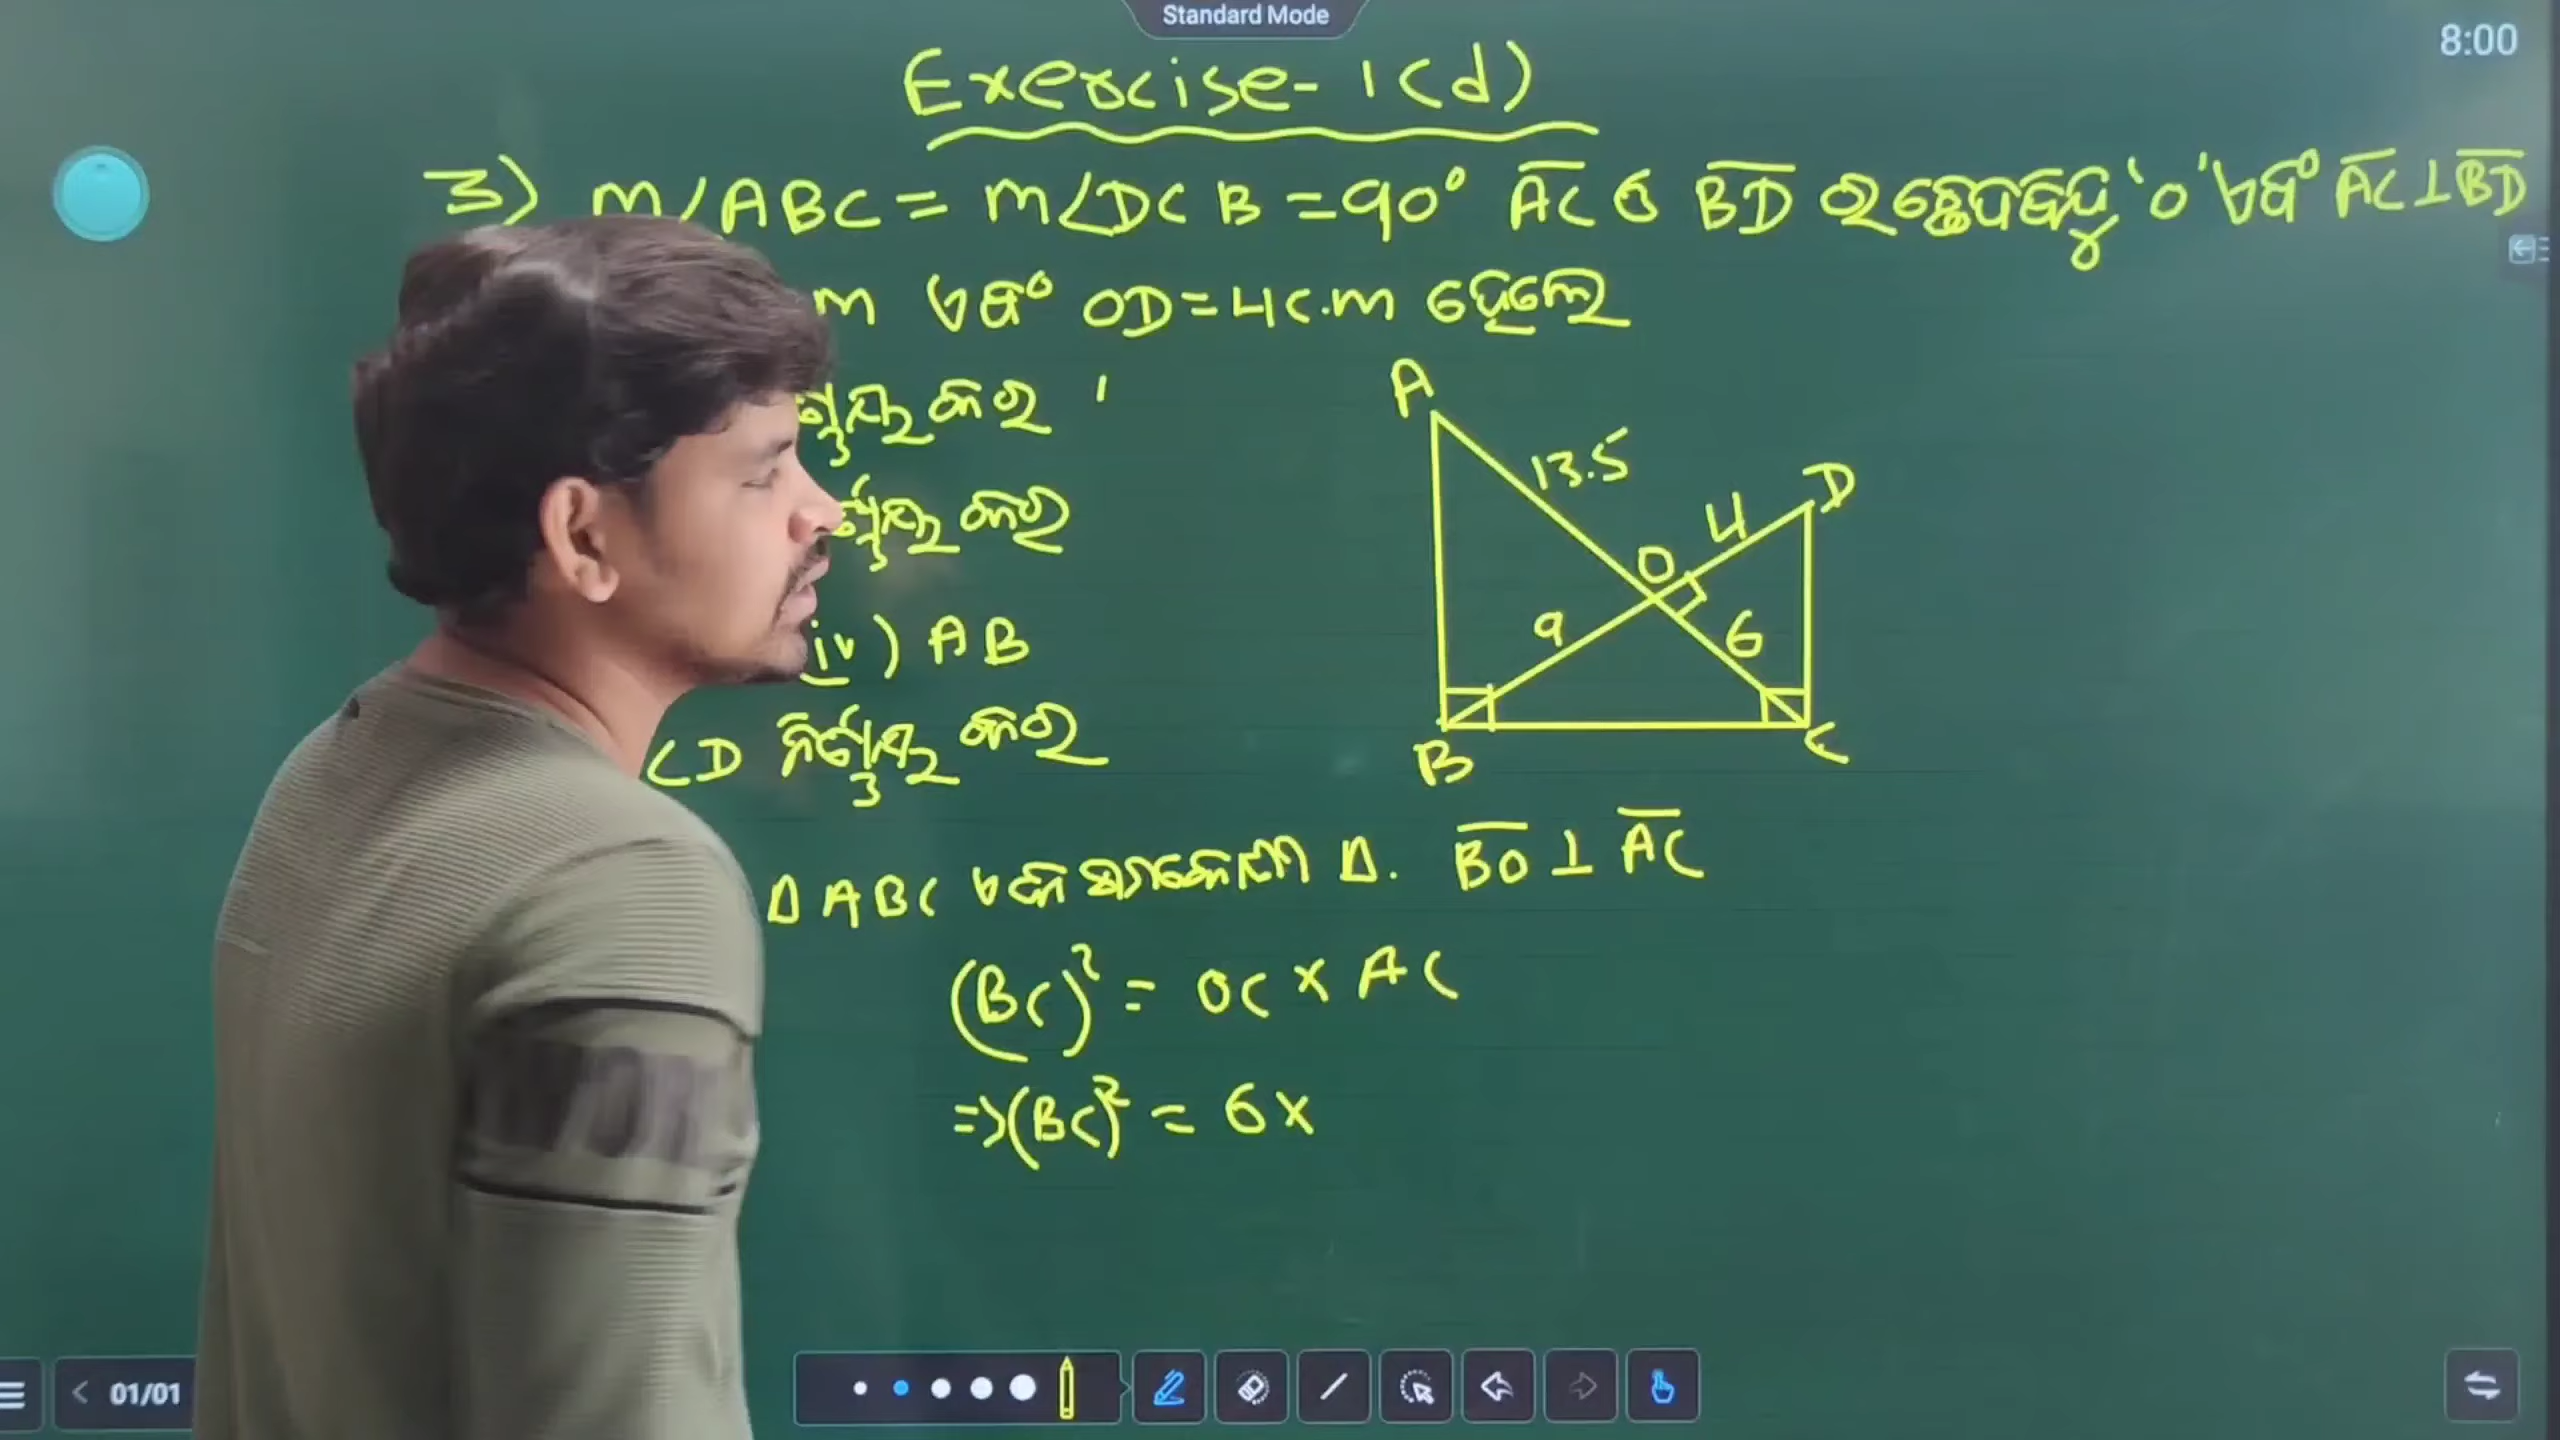 Standard Mode
8:00
Exercise-1(d)
3) m∠ABC = m∠DCB = 90° AC ଓ BD ର ଛେଦବିନ୍ଦୁ 'O' ଏବଂ AC⊥BD
m ଏବଂ OD=4C.m ହେଲେ
କର ।
କର
iv) AB
CD ନିର୍ଣ୍ଣୟ କର
A
13.5
D
4
O
9
6
B
C
Δ ABC ଏକ ସମକୋଣୀ Δ. BO ⊥ AC
(BC)² = OC × AC
=>(BC)² = 6×
01/01